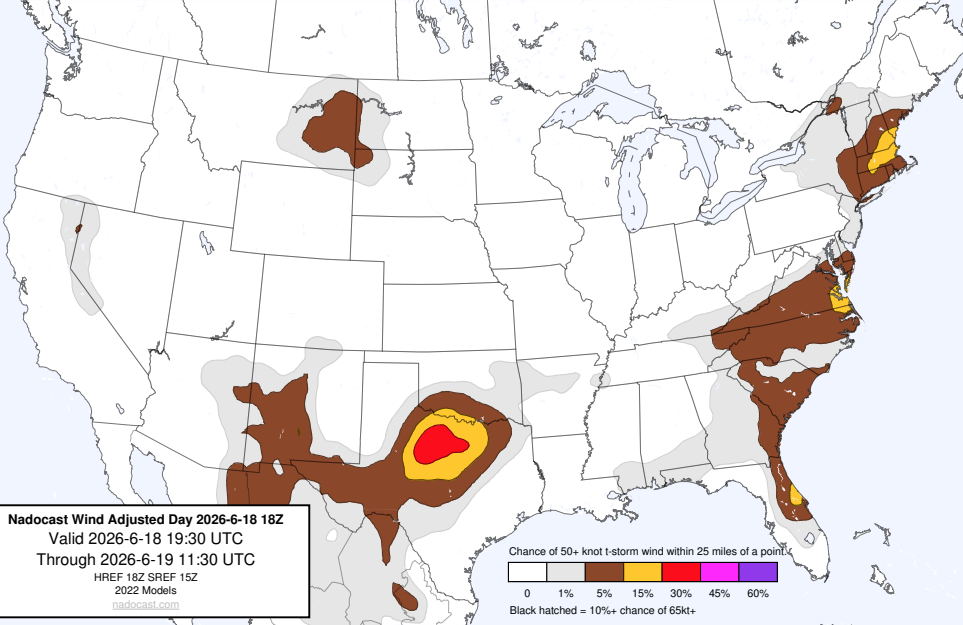 Nadocast Wind Adjusted Day 2026-6-18 18Z
Valid 2026-6-18 19:30 UTC
Through 2026-6-19 11:30 UTC
HREF 18Z SREF 15Z
2022 Models
nadocast.com
Chance of 50+ knot t-storm wind within 25 miles of a point.
0 1% 5% 15% 30% 45% 60%
Black hatched = 10%+ chance of 65kt+